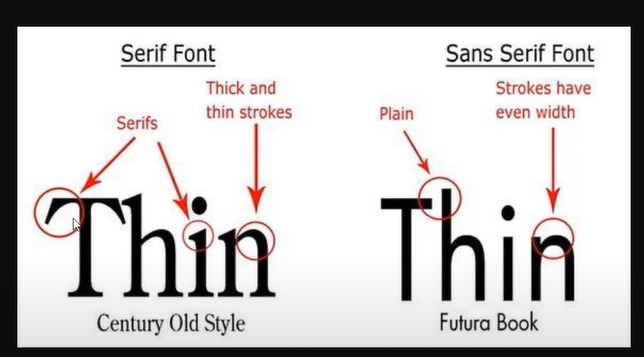 Serif Font
Thick and
thin strokes
Serifs
Thin
Century Old Style
Sans Serif Font
Strokes have
even width
Plain
Thin
Futura Book